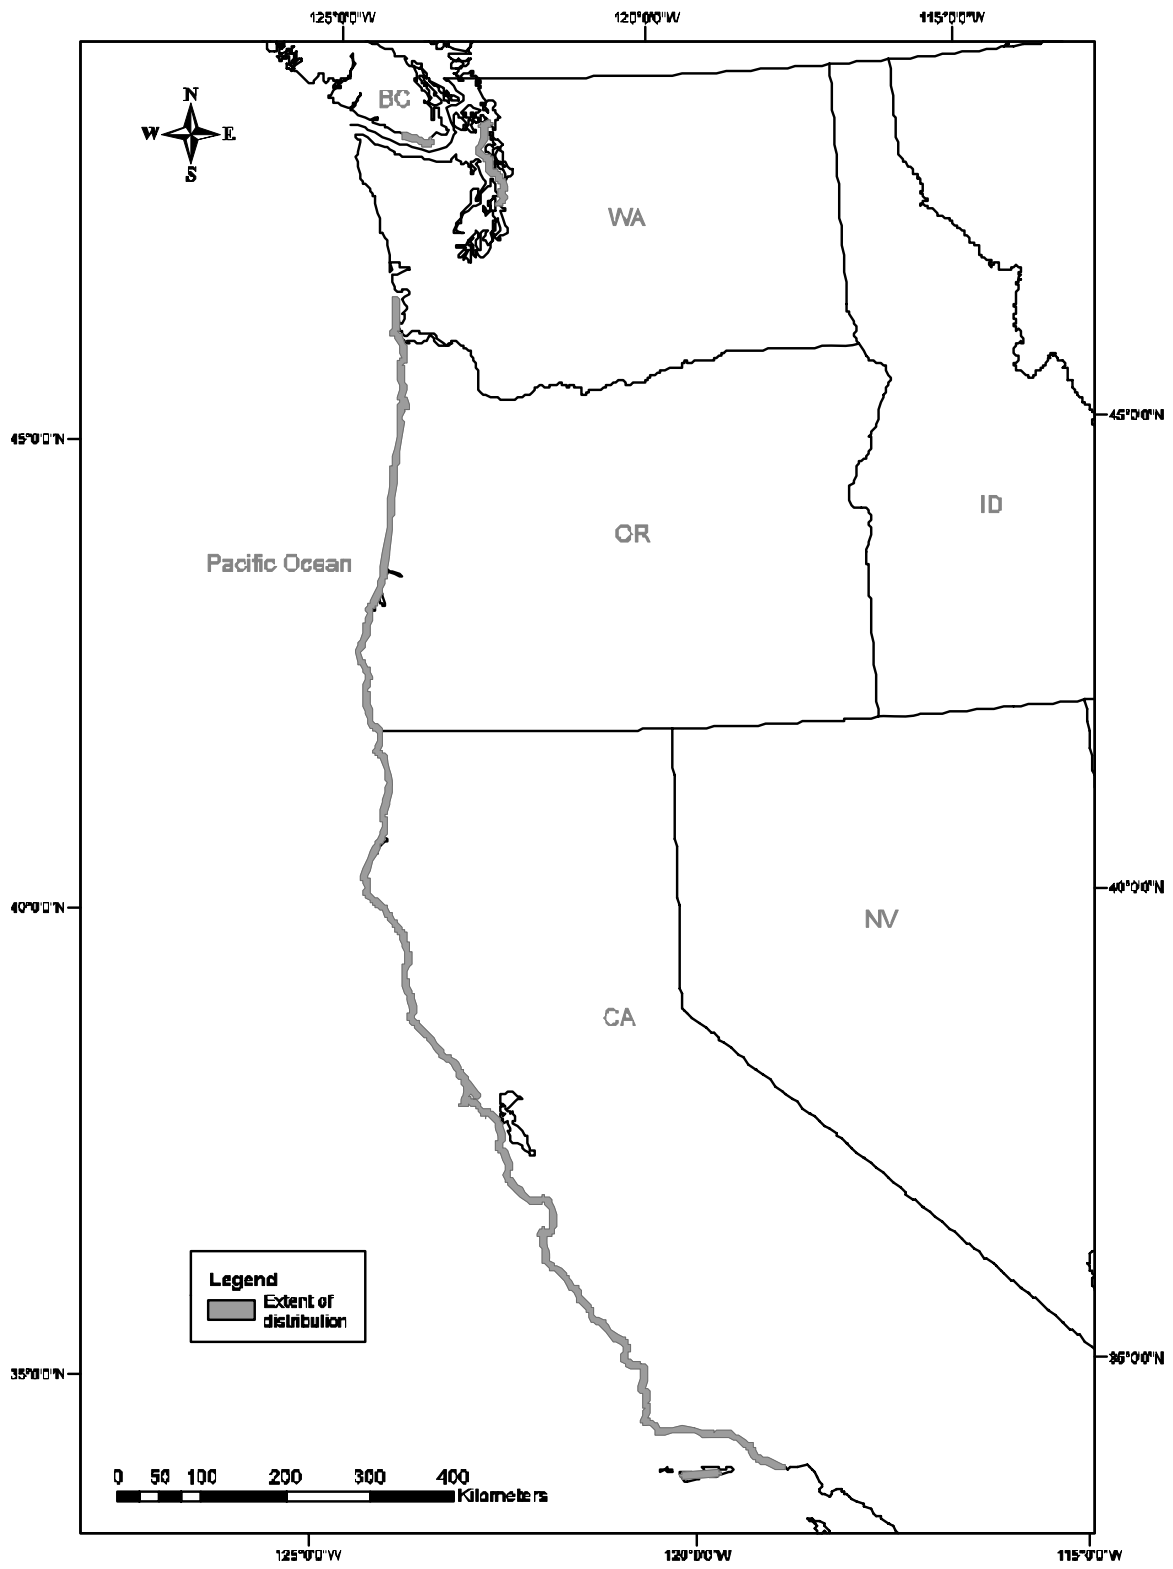 125°0'0"W 120°0'0"W 115°0'0"W
N
W E
S
BC
WA
45°0'0"N 45°0'0"N
ID
OR
Pacific Ocean
40°0'0"N 40°0'0"N
NV
CA
Legend
Extent of
distribution
35°0'0"N 35°0'0"N
0 50 100 200 300 400
Kilometers
125°0'0"W 120°0'0"W 115°0'0"W